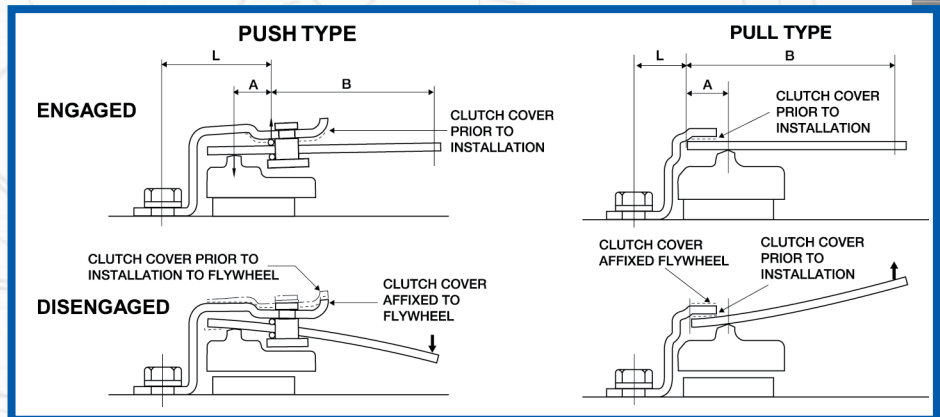 PUSH TYPE
L
A
B
ENGAGED
CLUTCH COVER
PRIOR TO
INSTALLATION
PULL TYPE
L
B
A
CLUTCH COVER
PRIOR TO
INSTALLATION
CLUTCH COVER PRIOR TO
INSTALLATION TO FLYWHEEL
DISENGAGED
CLUTCH COVER
AFFIXED TO
FLYWHEEL
CLUTCH COVER
AFFIXED FLYWHEEL
CLUTCH COVER
PRIOR TO
INSTALLATION